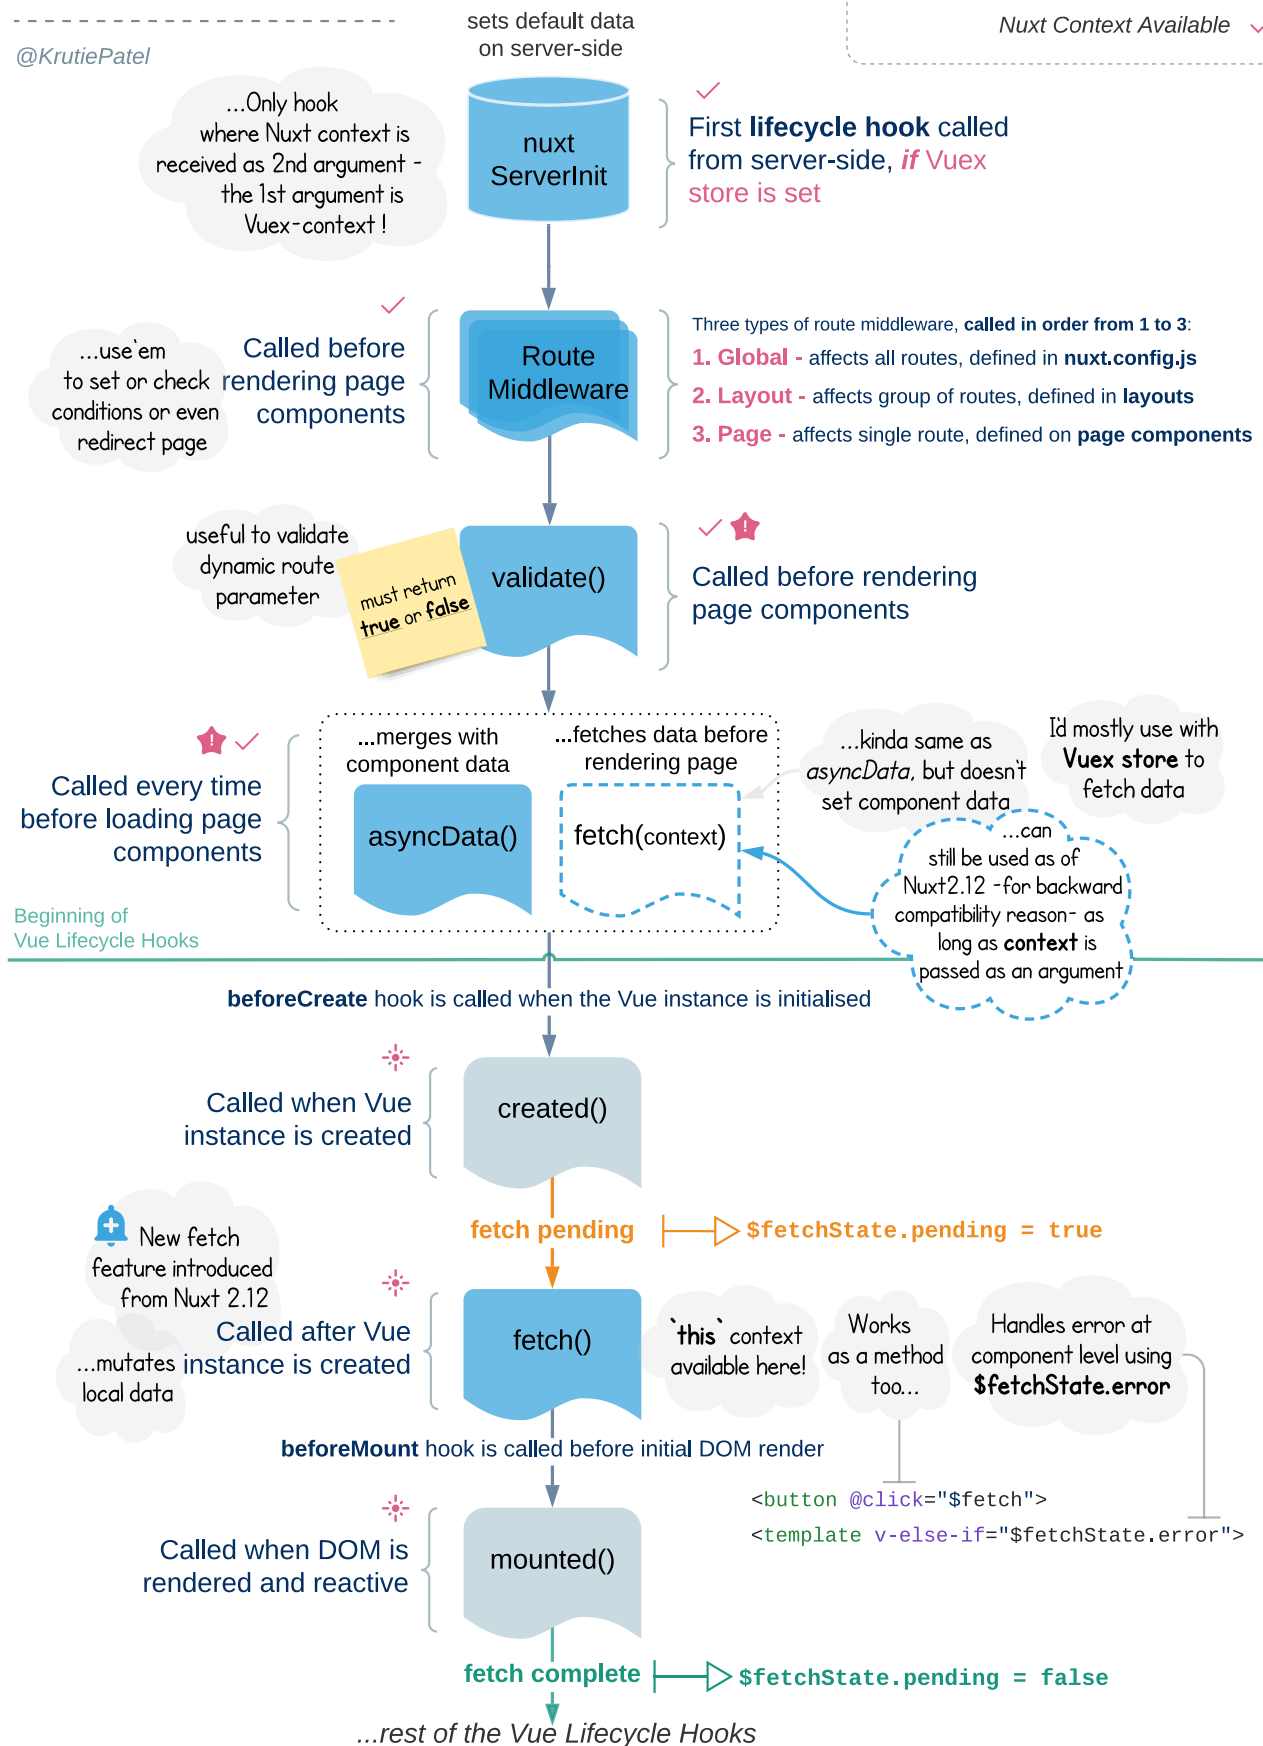 sets default data
on server-side
Nuxt Context Available
@KrutiePatel
...Only hook
where Nuxt context is
received as 2nd argument -
the 1st argument is
Vuex-context !
nuxt
ServerInit
First lifecycle hook called
from server-side, if Vuex
store is set
...use`em
to set or check
conditions or even
redirect page
Called before
rendering page
components
Route
Middleware
Three types of route middleware, called in order from 1 to 3:
1. Global - affects all routes, defined in nuxt.config.js
2. Layout - affects group of routes, defined in layouts
3. Page - affects single route, defined on page components
useful to validate
dynamic route
parameter
must return
true or false
validate()
Called before rendering
page components
Called every time
before loading page
components
...merges with
component data
asyncData()
...fetches data before
rendering page
fetch(context)
...kinda same as
asyncData, but doesn't
set component data
I'd mostly use with
Vuex store to
fetch data
...can
still be used as of
Nuxt2.12 -for backward
compatibility reason- as
long as context is
passed as an argument
Beginning of
Vue Lifecycle Hooks
beforeCreate hook is called when the Vue instance is initialised
Called when Vue
instance is created
created()
fetch pending
$fetchState.pending = true
New fetch
feature introduced
from Nuxt 2.12
...mutates
local data
Called after Vue
instance is created
fetch()
`this` context
available here!
Works
as a method
too...
Handles error at
component level using
$fetchState.error
beforeMount hook is called before initial DOM render
<button @click="$fetch">
<template v-else-if="$fetchState.error">
Called when DOM is
rendered and reactive
mounted()
fetch complete
$fetchState.pending = false
...rest of the Vue Lifecycle Hooks